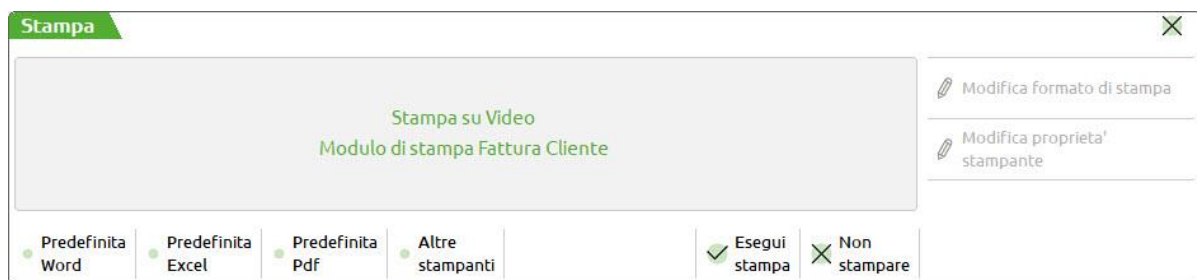 Stampa
Stampa su Video
Modulo di stampa Fattura Cliente
Modifica formato di stampa
Modifica proprieta'
stampante
Predefinita
Word
Predefinita
Excel
Predefinita
Pdf
Altre
stampanti
Esegui
stampa
Non
stampare